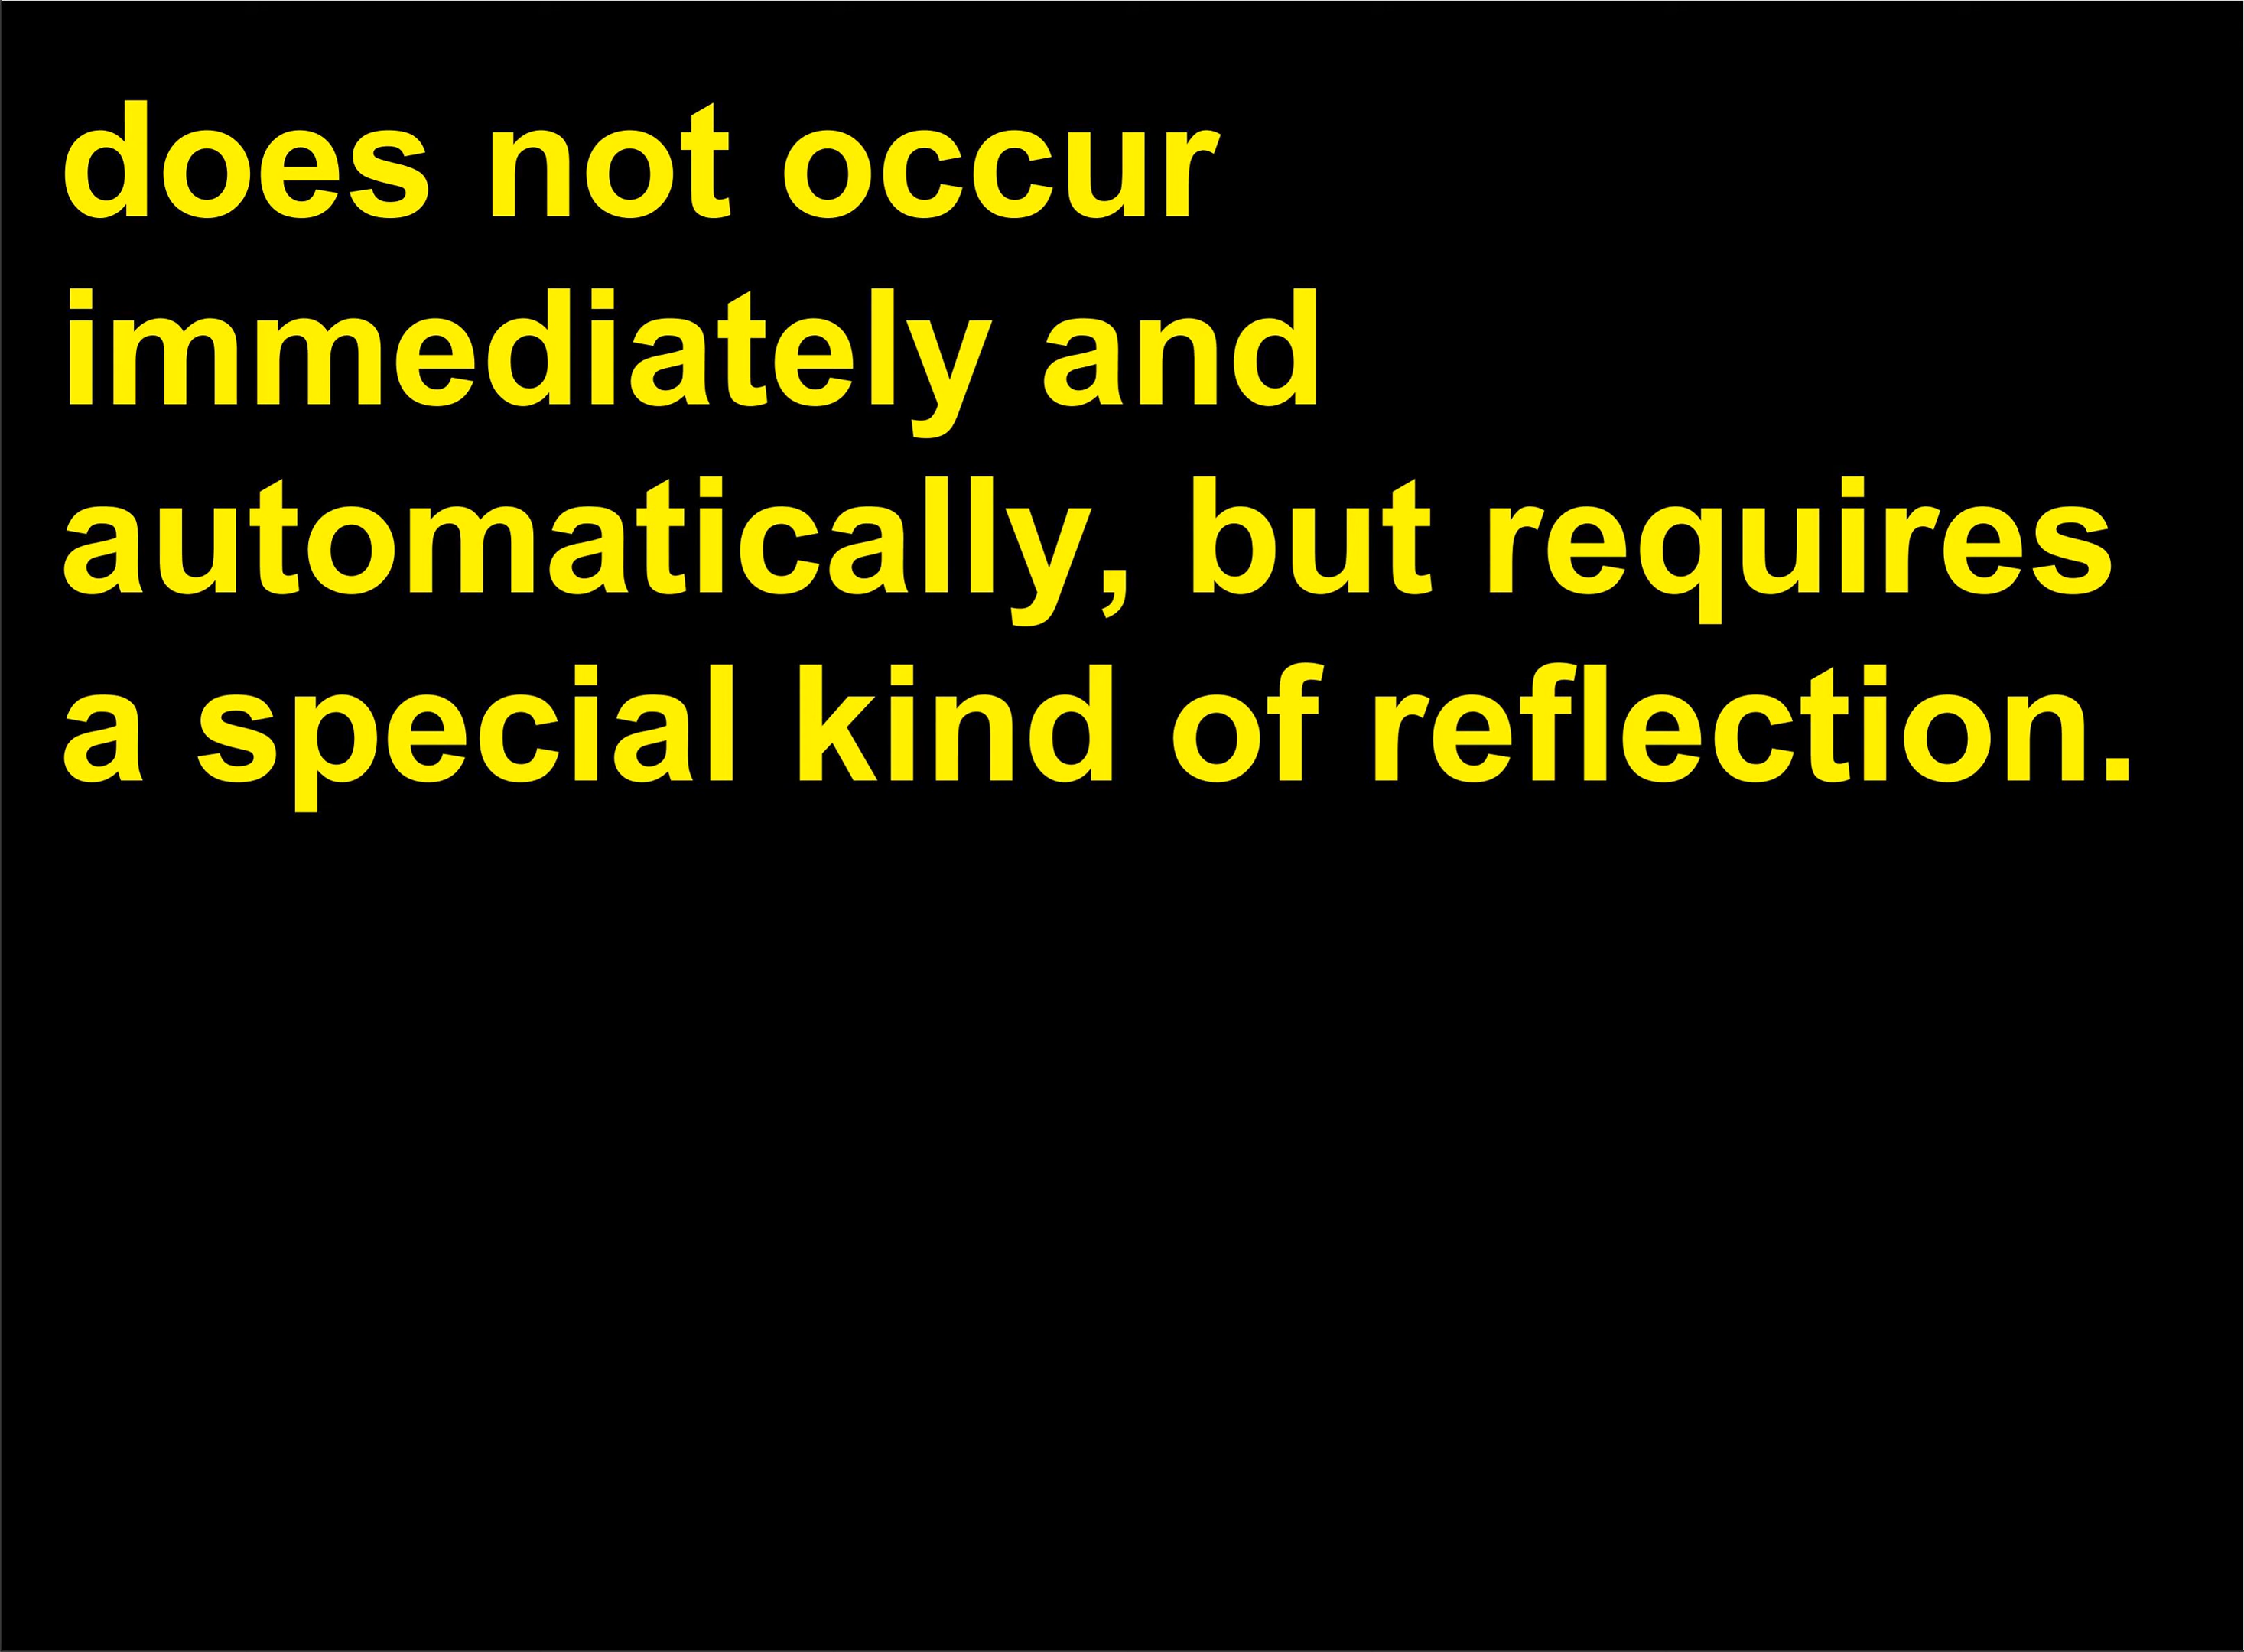 does not occur
immediately and
automatically, but requires
a special kind of reflection.